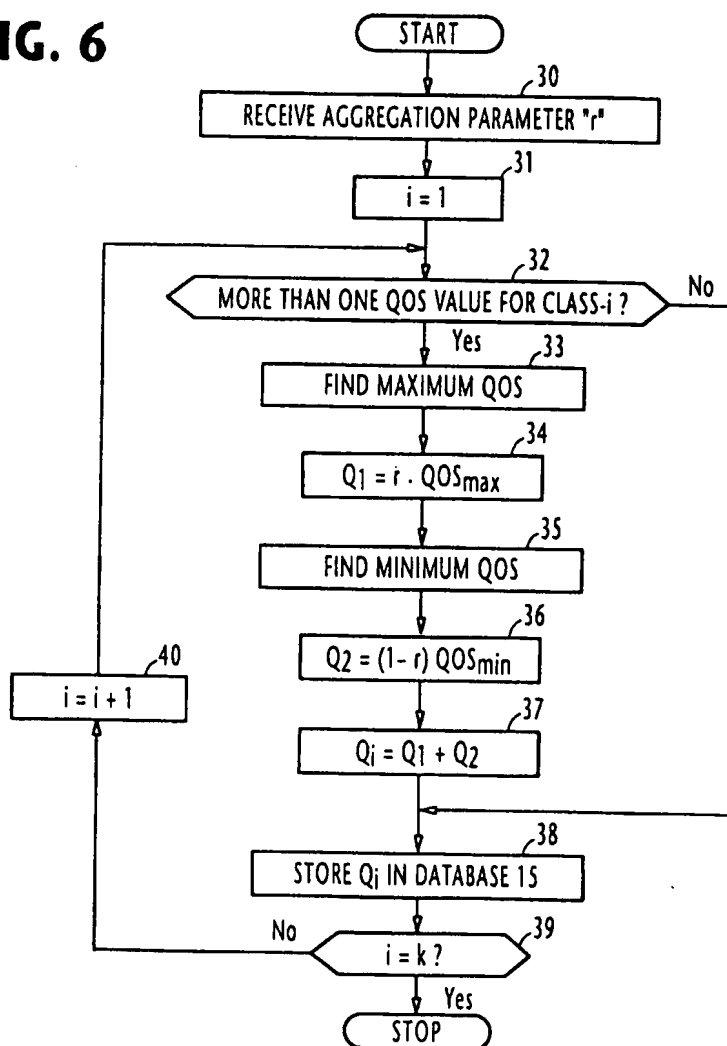 IG. 6
START
30
RECEIVE AGGREGATION PARAMETER "r"
31
i = 1
32
MORE THAN ONE QOS VALUE FOR CLASS-i ?
No
Yes
33
FIND MAXIMUM QOS
34
Q1 = r . QOSmax
35
FIND MINIMUM QOS
36
Q2 = (1- r) QOSmin
40
i = i + 1
37
Qi = Q1 + Q2
38
STORE Qi IN DATABASE 15
No
39
i = k ?
Yes
STOP